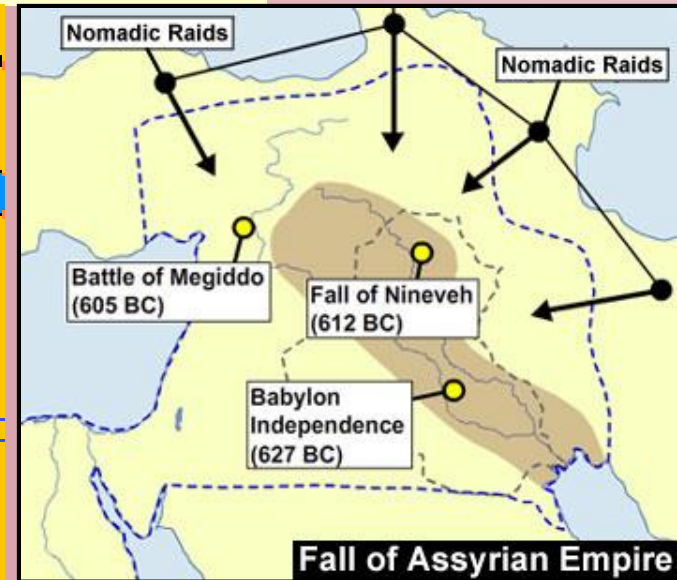 Nomadic Raids
Nomadic Raids
Battle of Megiddo
(605 BC)
Fall of Nineveh
(612 BC)
Babylon
Independence
(627 BC)
Fall of Assyrian Empire